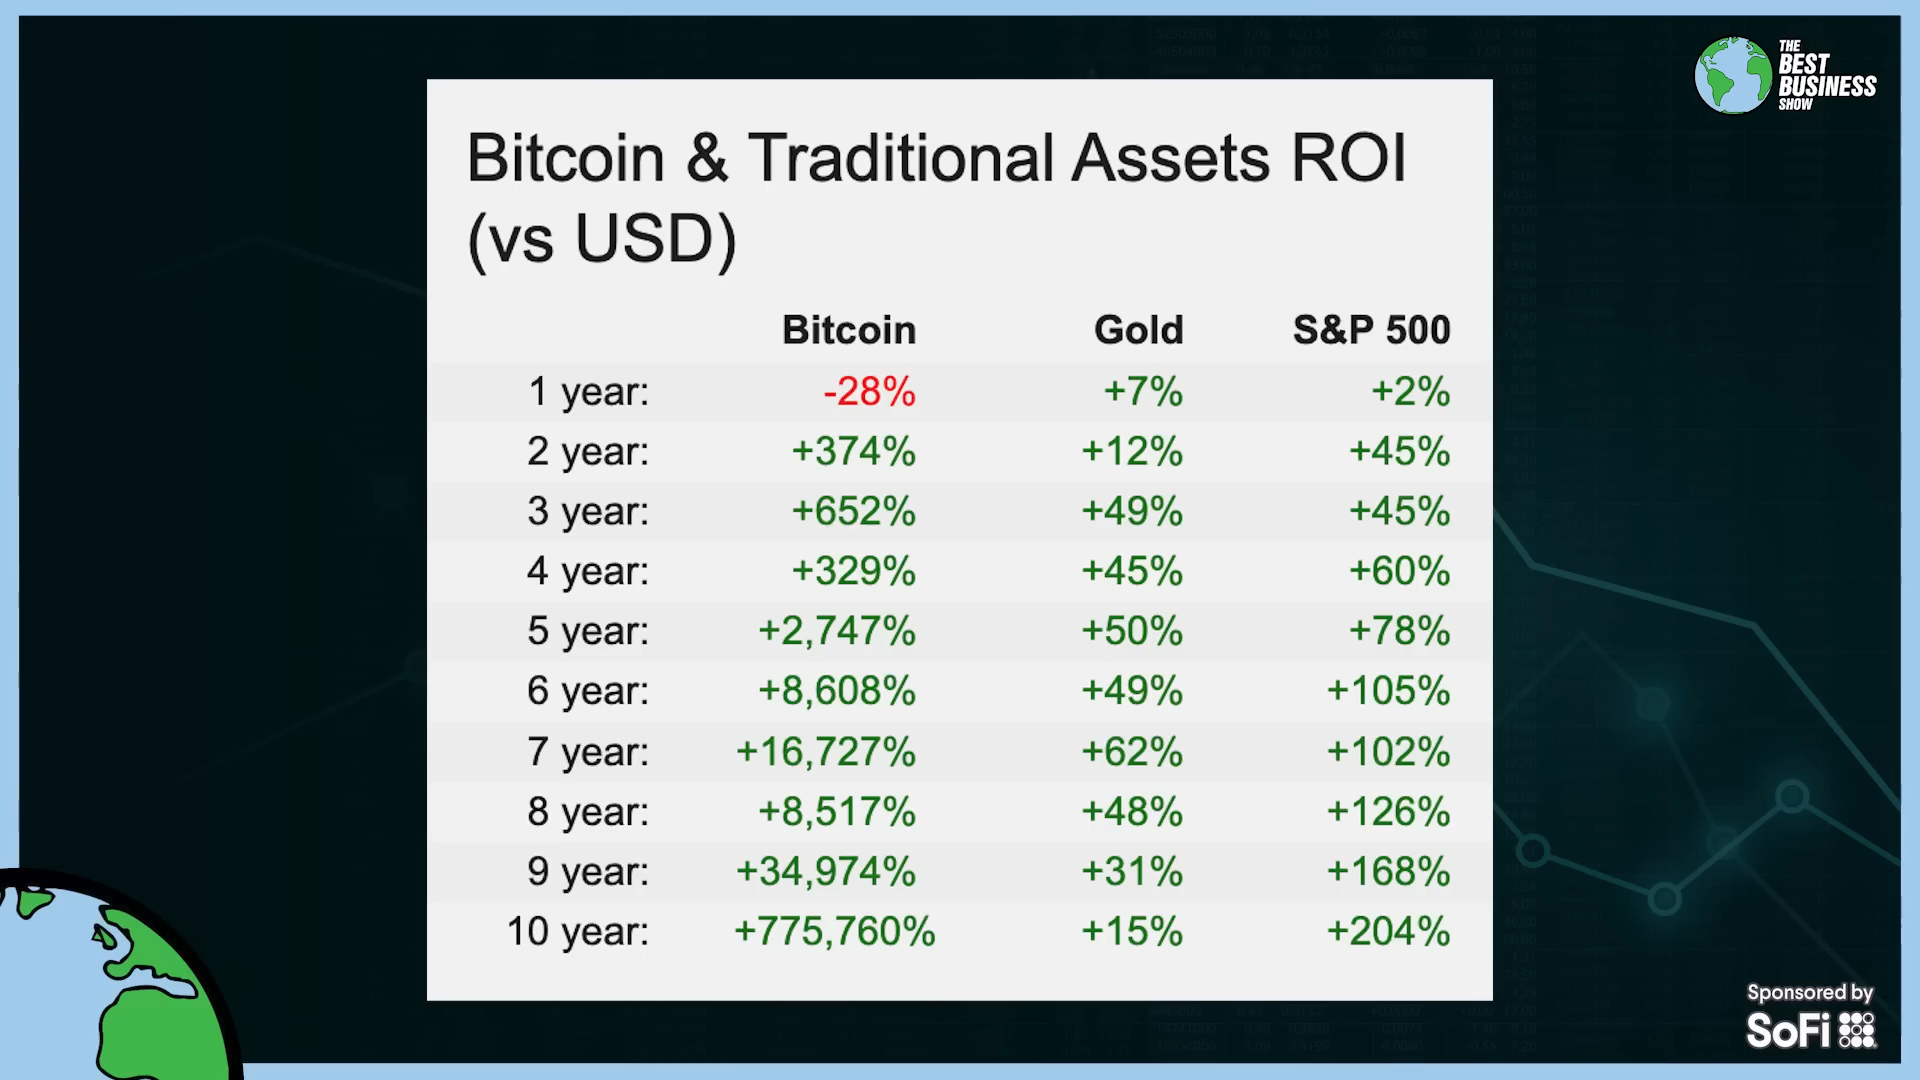 THE
BEST
BUSINESS
SHOW
Bitcoin & Traditional Assets ROI
(vs USD)
Bitcoin Gold S&P 500
1 year: -28% +7% +2%
2 year: +374% +12% +45%
3 year: +652% +49% +45%
4 year: +329% +45% +60%
5 year: +2,747% +50% +78%
6 year: +8,608% +49% +105%
7 year: +16,727% +62% +102%
8 year: +8,517% +48% +126%
9 year: +34,974% +31% +168%
10 year: +775,760% +15% +204%
Sponsored by
SoFi